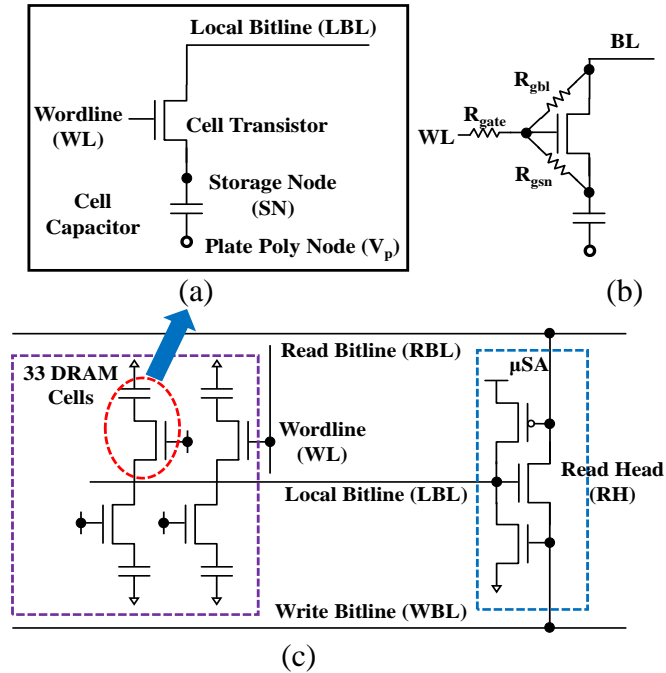 Local Bitline (LBL)
Wordline
(WL)
Cell Transistor
Storage Node
(SN)
Cell
Capacitor
Plate Poly Node (Vp)
(a)
BL
Rgbl
Rgate
WL
Rgsn
(b)
Read Bitline (RBL)
33 DRAM
Cells
μSA
Wordline
(WL)
Read Head
(RH)
Local Bitline (LBL)
Write Bitline (WBL)
(c)